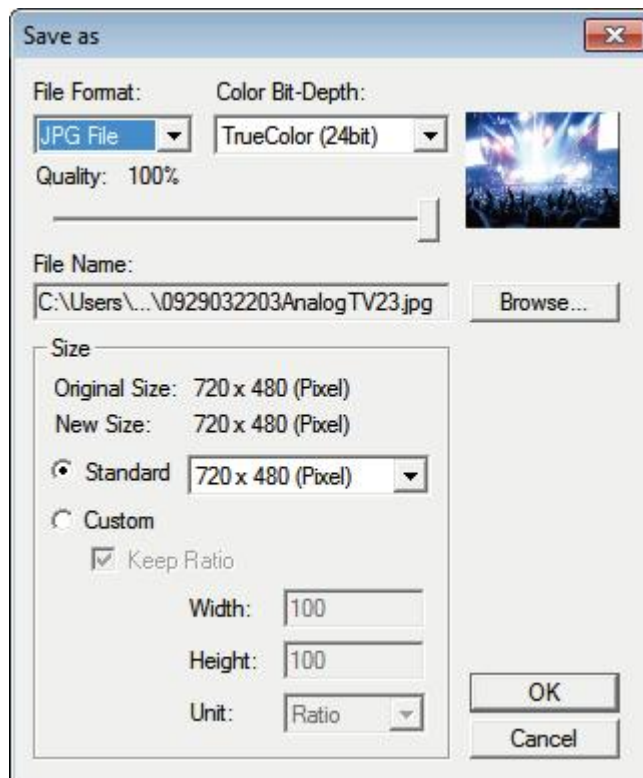 Save as
File Format: Color Bit-Depth:
JPG File TrueColor (24bit)
Quality: 100%
File Name:
C:\Users\...\0929032203AnalogTV23.jpg Browse...
Size
Original Size: 720 x 480 (Pixel)
New Size: 720 x 480 (Pixel)
Standard 720 x 480 (Pixel)
Custom
Keep Ratio
Width: 100
Height: 100
Unit: Ratio
OK
Cancel